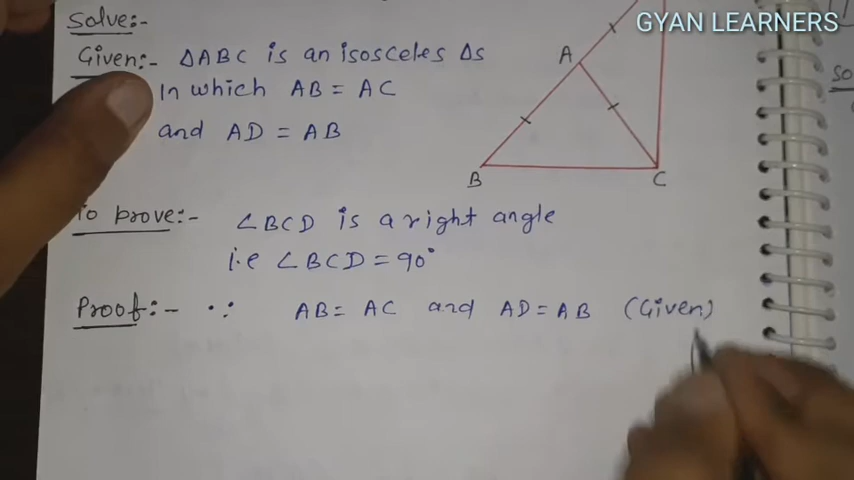 GYAN LEARNERS
Solve:-
Given:- ΔABC is an isosceles Δs
In which AB = AC
and AD = AB
A
B
C
To prove:- ∠BCD is a right angle
i.e ∠BCD = 90°
Proof:- ∵ AB = AC and AD = AB (Given)